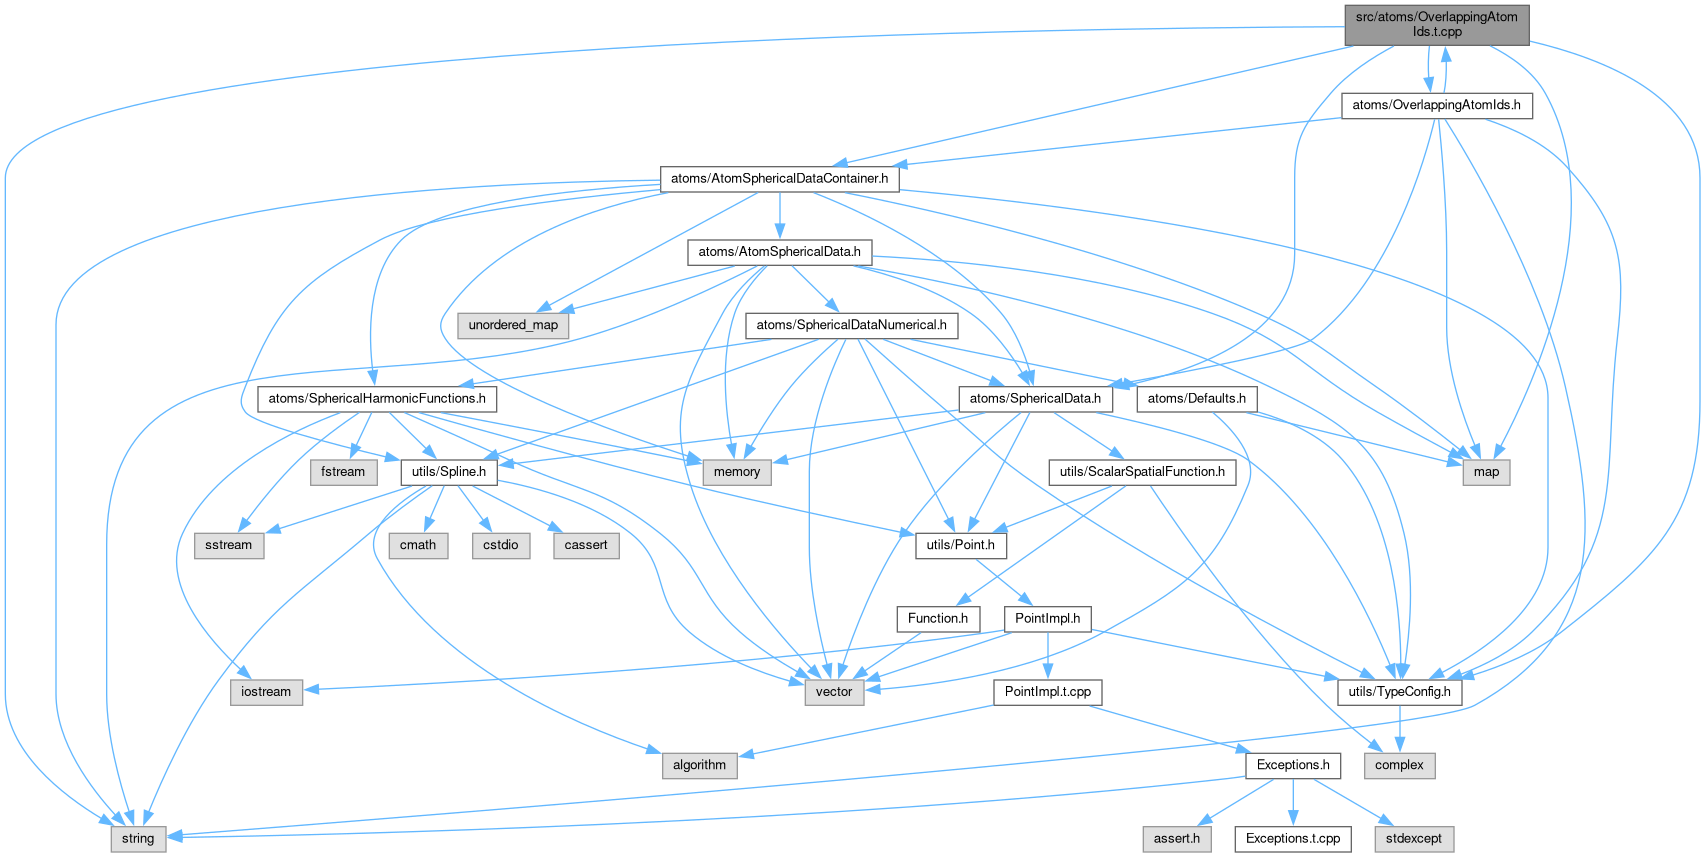 src/atoms/OverlappingAtom
Ids.t.cpp
atoms/OverlappingAtomIds.h
atoms/AtomSphericalDataContainer.h
atoms/AtomSphericalData.h
unordered_map
atoms/SphericalDataNumerical.h
atoms/SphericalHarmonicFunctions.h
atoms/SphericalData.h
atoms/Defaults.h
fstream
utils/Spline.h
memory
utils/ScalarSpatialFunction.h
map
sstream
cmath
cstdio
cassert
utils/Point.h
Function.h
PointImpl.h
iostream
vector
PointImpl.t.cpp
utils/TypeConfig.h
algorithm
Exceptions.h
complex
string
assert.h
Exceptions.t.cpp
stdexcept